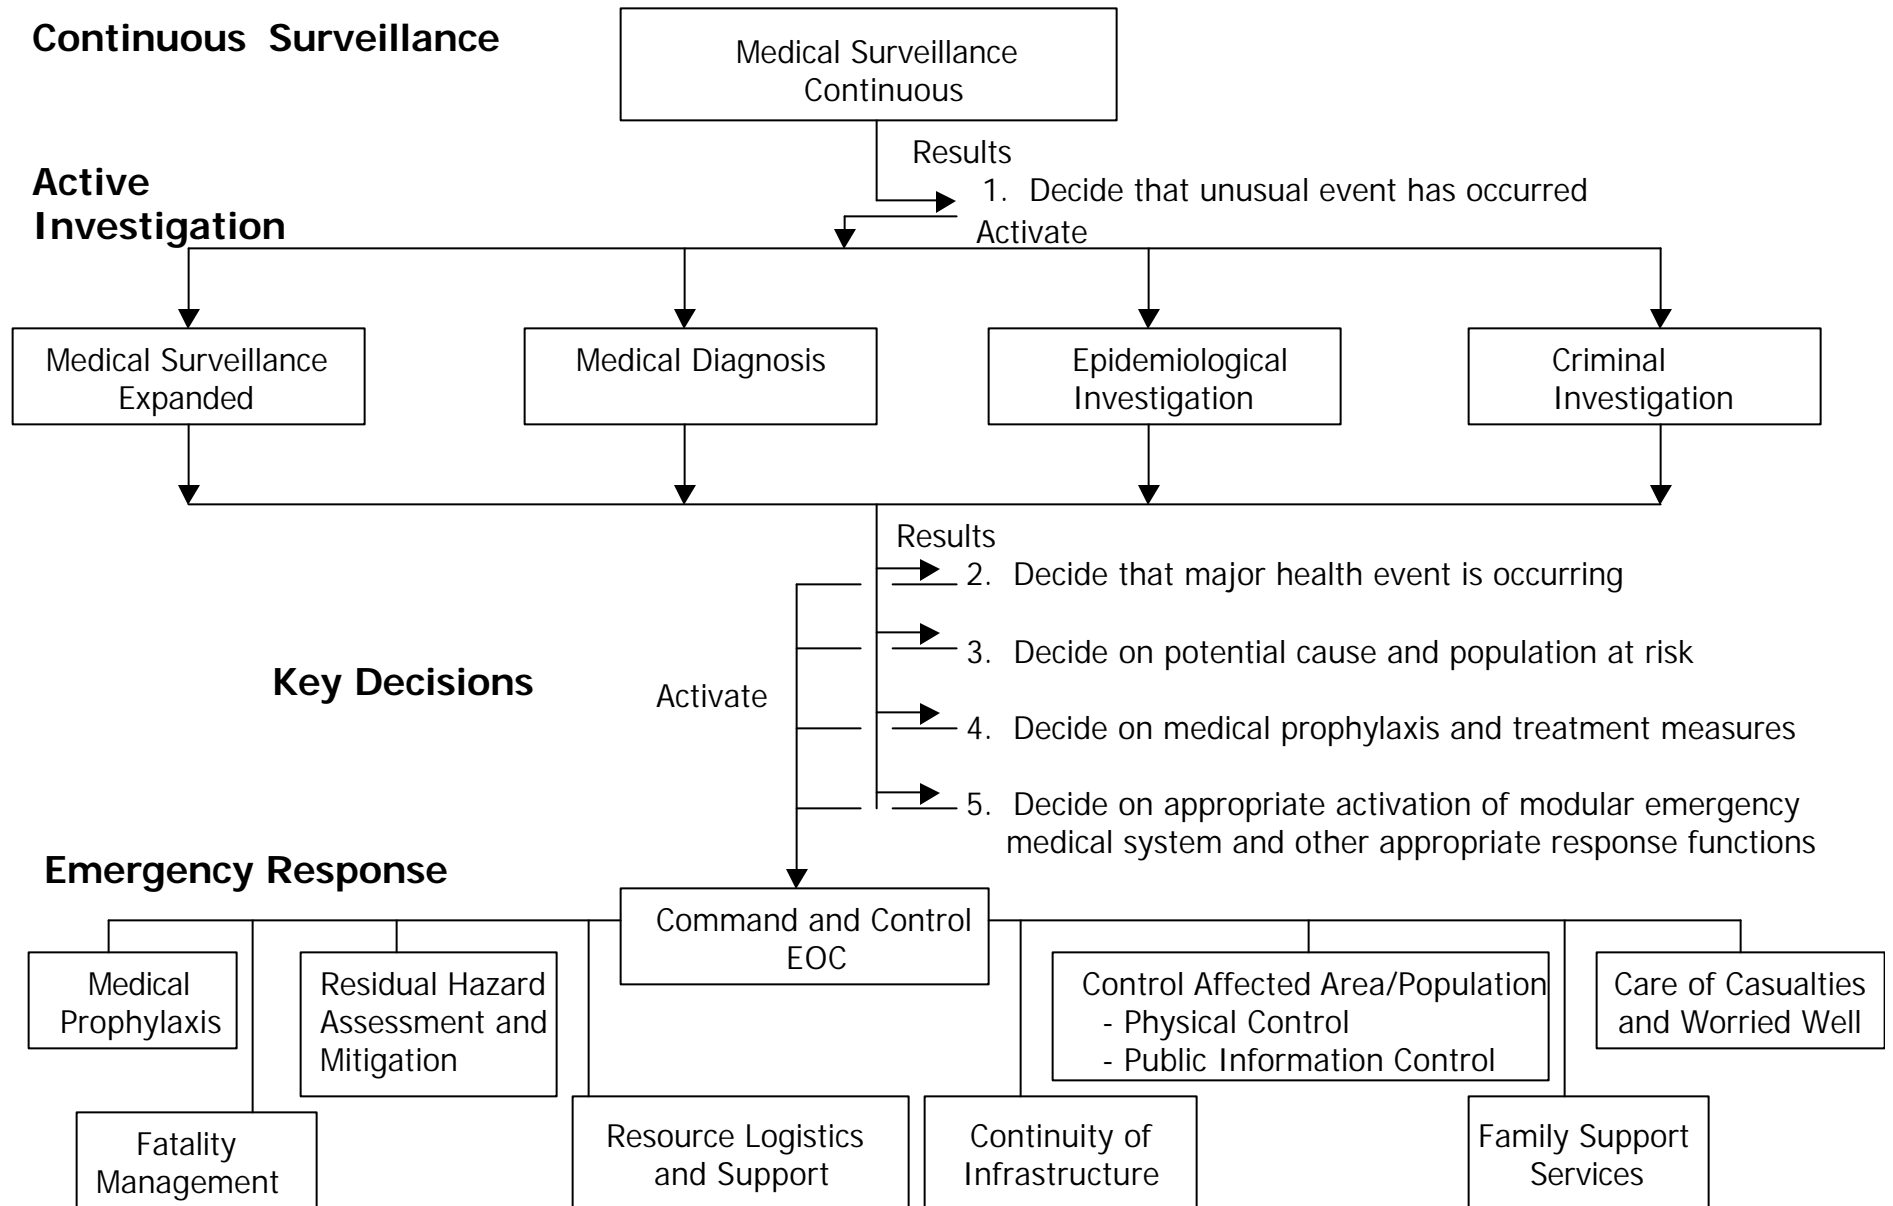 Continuous Surveillance
Medical Surveillance
Continuous
Results
1. Decide that unusual event has occurred
Activate
Active
Investigation
Medical Surveillance
Expanded
Medical Diagnosis
Epidemiological
Investigation
Criminal
Investigation
Results
2. Decide that major health event is occurring
3. Decide on potential cause and population at risk
Key Decisions
Activate
4. Decide on medical prophylaxis and treatment measures
5. Decide on appropriate activation of modular emergency
medical system and other appropriate response functions
Emergency Response
Command and Control
EOC
Medical
Prophylaxis
Residual Hazard
Assessment and
Mitigation
Control Affected Area/Population
- Physical Control
- Public Information Control
Care of Casualties
and Worried Well
Fatality
Management
Resource Logistics
and Support
Continuity of
Infrastructure
Family Support
Services